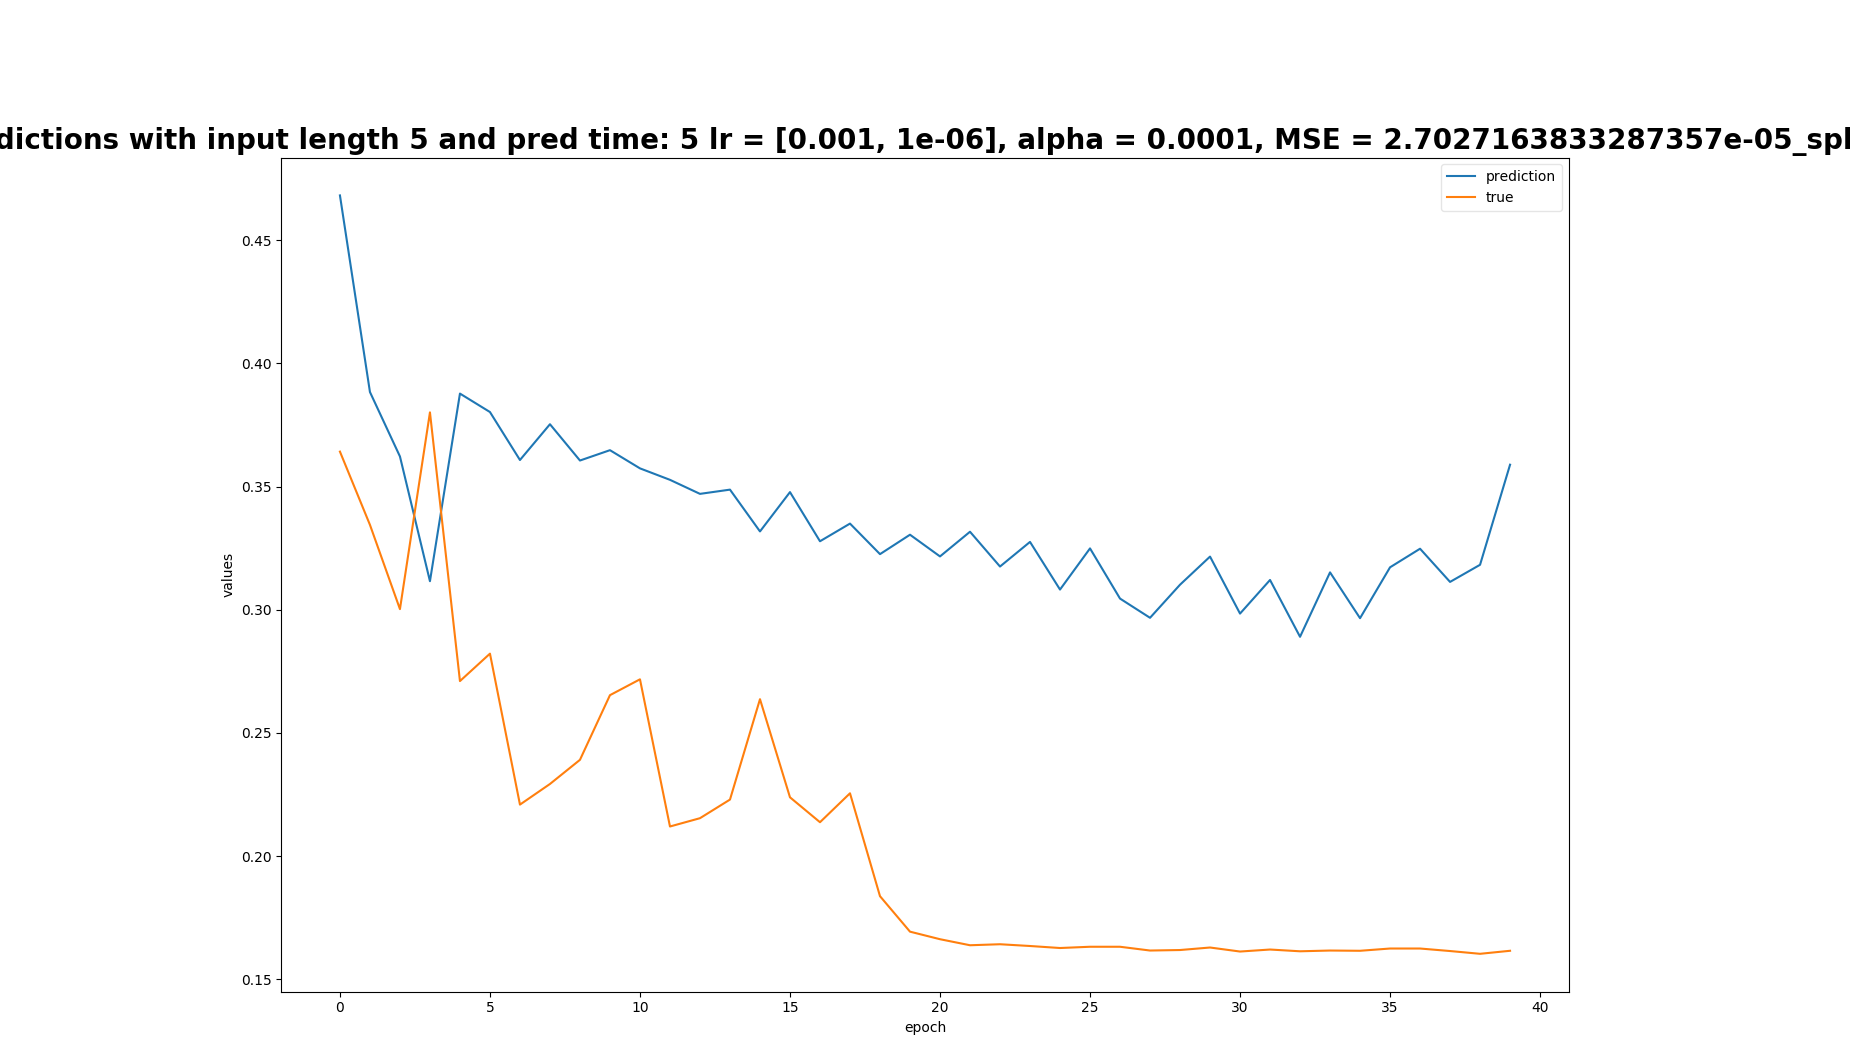 dictions with input length 5 and pred time: 5 lr = [0.001, 1e-06], alpha = 0.0001, MSE = 2.7027163833287357e-05_spl
prediction
true
0.45
0.40
0.35
0.30
0.25
0.20
0.15
values
0 5 10 15 20 25 30 35 40
epoch